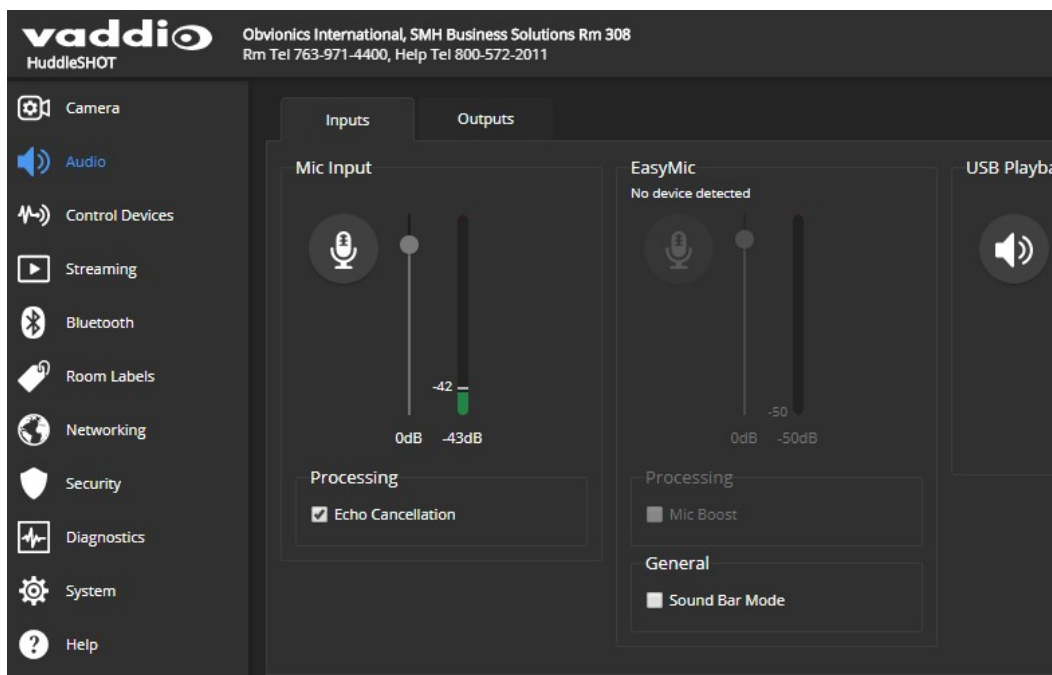 vaddio
HuddleSHOT
Obvionics International, SMH Business Solutions Rm 308
Rm Tel 763-971-4400, Help Tel 800-572-2011
Camera
Audio
Control Devices
Streaming
Bluetooth
Room Labels
Networking
Security
Diagnostics
System
Help
Inputs
Outputs
Mic Input
-42
0dB -43dB
Processing
Echo Cancellation
EasyMic
No device detected
-50
0dB -50dB
Processing
Mic Boost
General
Sound Bar Mode
USB Playba
?